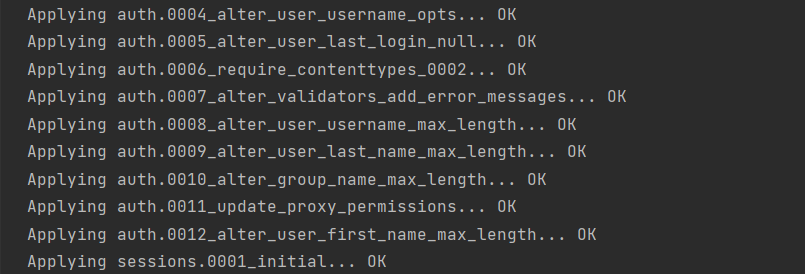 Applying auth.0004_alter_user_username_opts... OK
Applying auth.0005_alter_user_last_login_null... OK
Applying auth.0006_require_contenttypes_0002... OK
Applying auth.0007_alter_validators_add_error_messages... OK
Applying auth.0008_alter_user_username_max_length... OK
Applying auth.0009_alter_user_last_name_max_length... OK
Applying auth.0010_alter_group_name_max_length... OK
Applying auth.0011_update_proxy_permissions... OK
Applying auth.0012_alter_user_first_name_max_length... OK
Applying sessions.0001_initial... OK